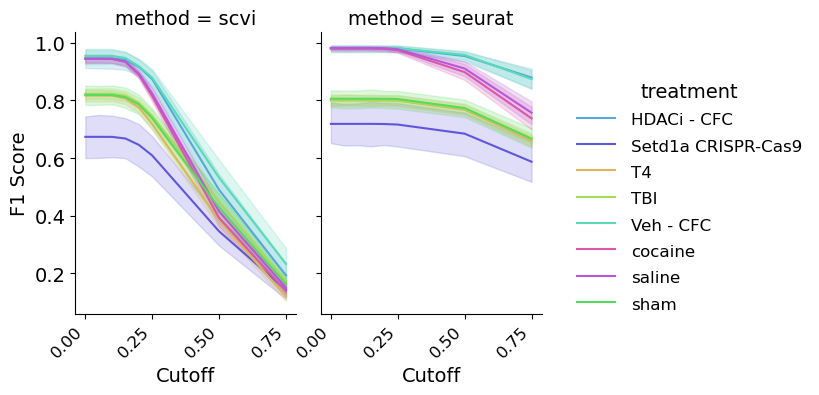 method = scvi
method = seurat
F1 Score
1.0
0.8
0.6
0.4
0.2
0.00
0.25
0.50
0.75
Cutoff
0.00
0.25
0.50
0.75
Cutoff
treatment
HDACi - CFC
Setd1a CRISPR-Cas9
T4
TBI
Veh - CFC
cocaine
saline
sham